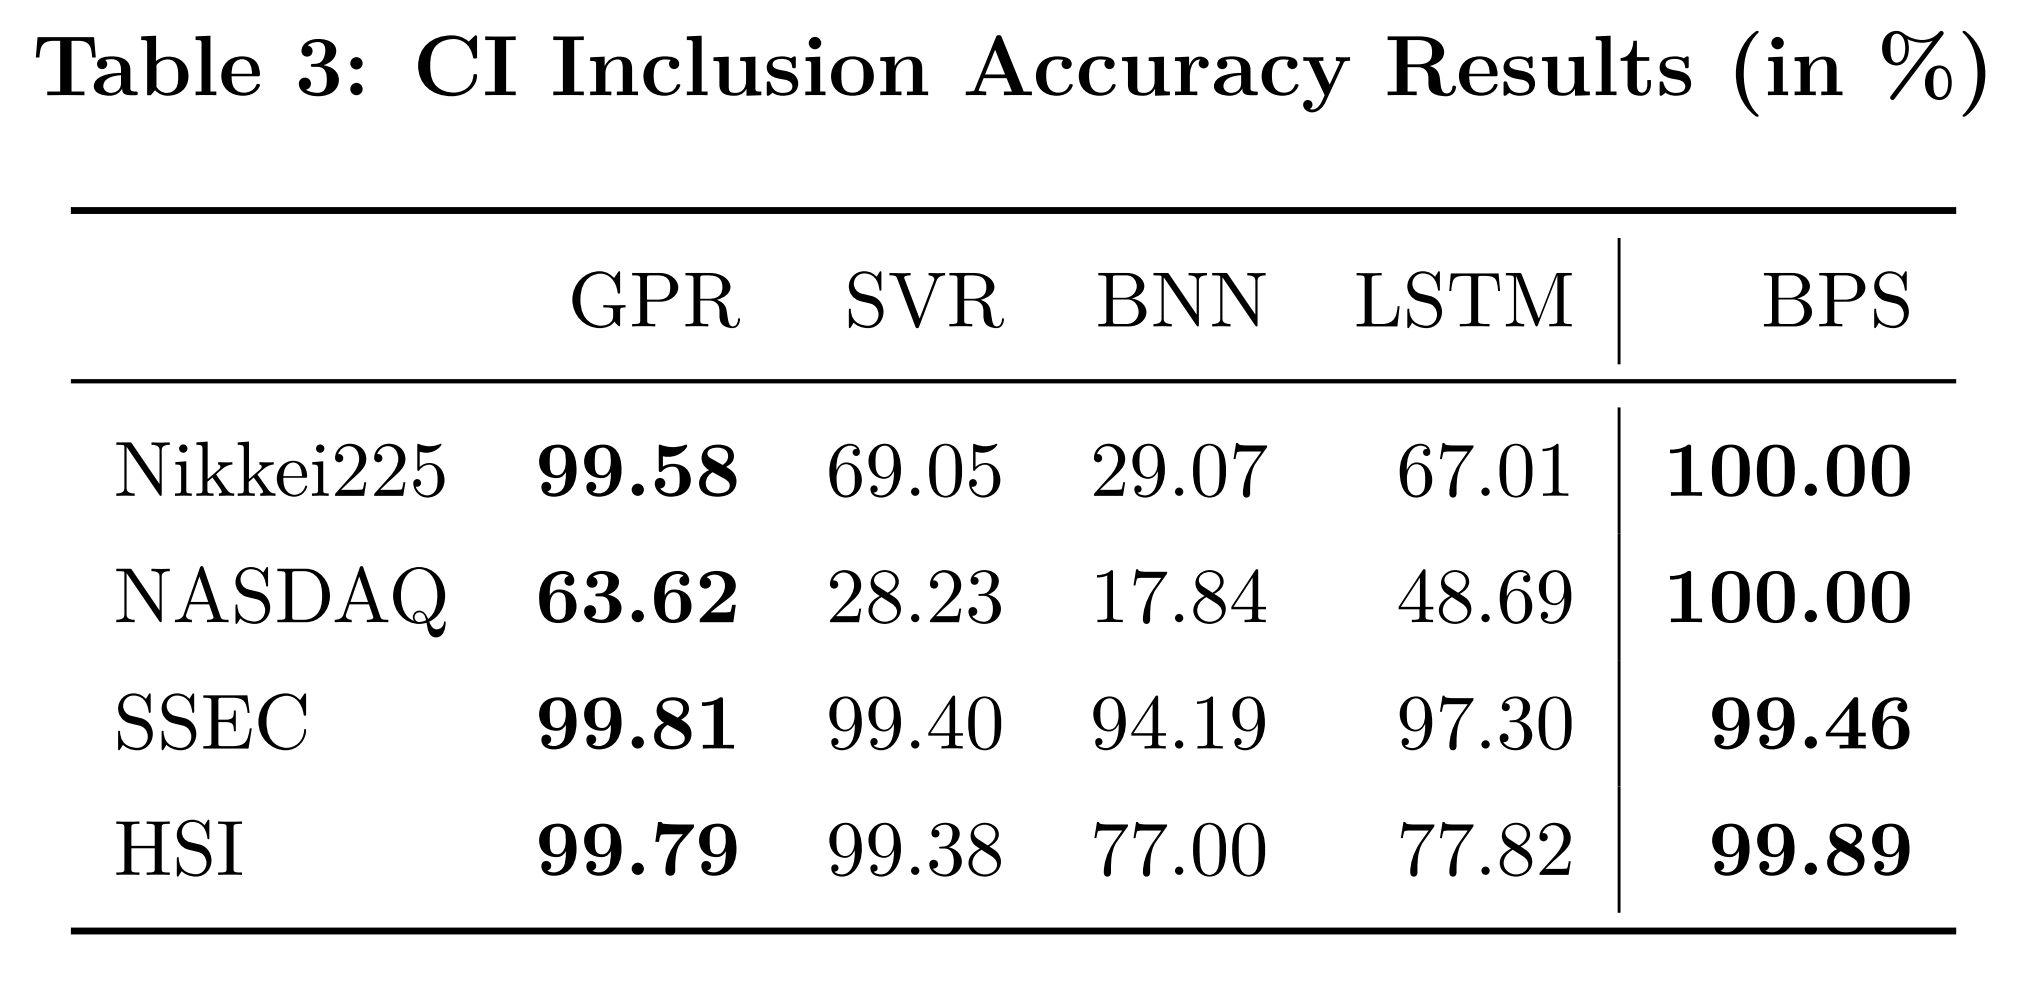 Table 3: CI Inclusion Accuracy Results (in %)
GPR SVR BNN LSTM BPS
Nikkei225 99.58 69.05 29.07 67.01 100.00
NASDAQ 63.62 28.23 17.84 48.69 100.00
SSEC 99.81 99.40 94.19 97.30 99.46
HSI 99.79 99.38 77.00 77.82 99.89